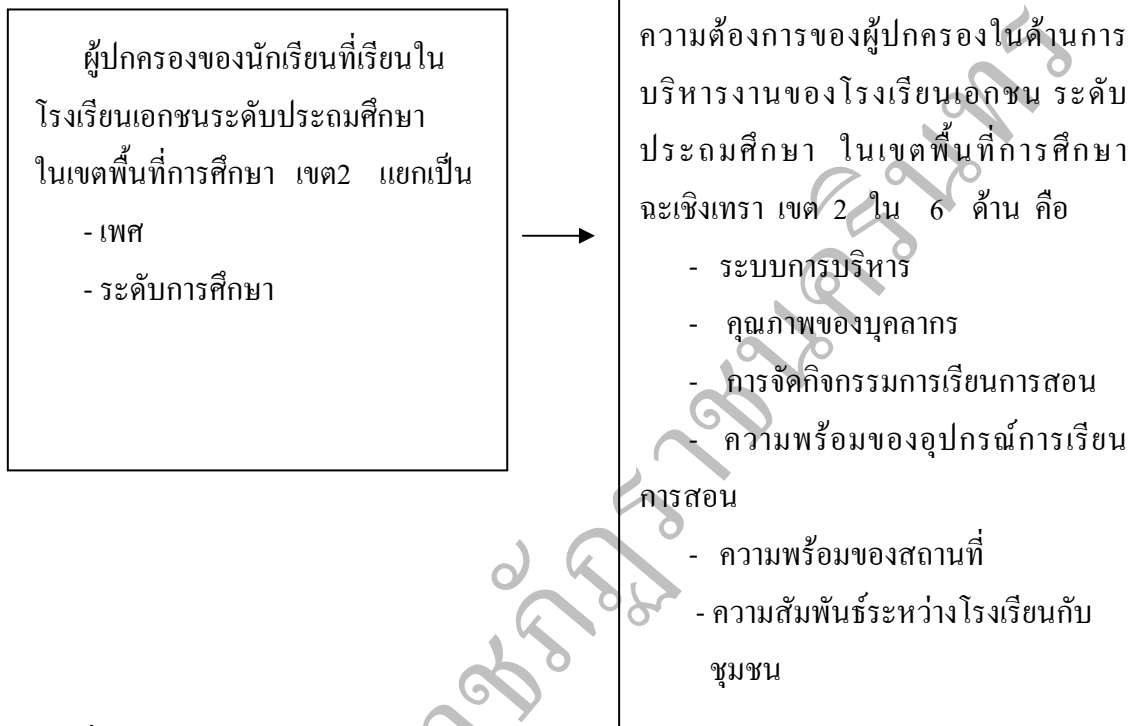 ผู้ปกครองของนักเรียนที่เรียนใน
โรงเรียนเอกชนระดับประถมศึกษา
ในเขตพื้นที่การศึกษา เขต2 แยกเป็น
- เพศ
- ระดับการศึกษา
ความต้องการของผู้ปกครองในด้านการ
บริหารงานของโรงเรียนเอกชน ระดับ
ประถมศึกษา ในเขตพื้นที่การศึกษา
ฉะเชิงเทรา เขต 2 ใน 6 ด้าน คือ
- ระบบการบริหาร
- คุณภาพของบุคลากร
- การจัดกิจกรรมการเรียนการสอน
- ความพร้อมของอุปกรณ์การเรียน
การสอน
- ความพร้อมของสถานที่
- ความสัมพันธ์ระหว่างโรงเรียนกับ
ชุมชน
ราชภัฏราชนครินทร์